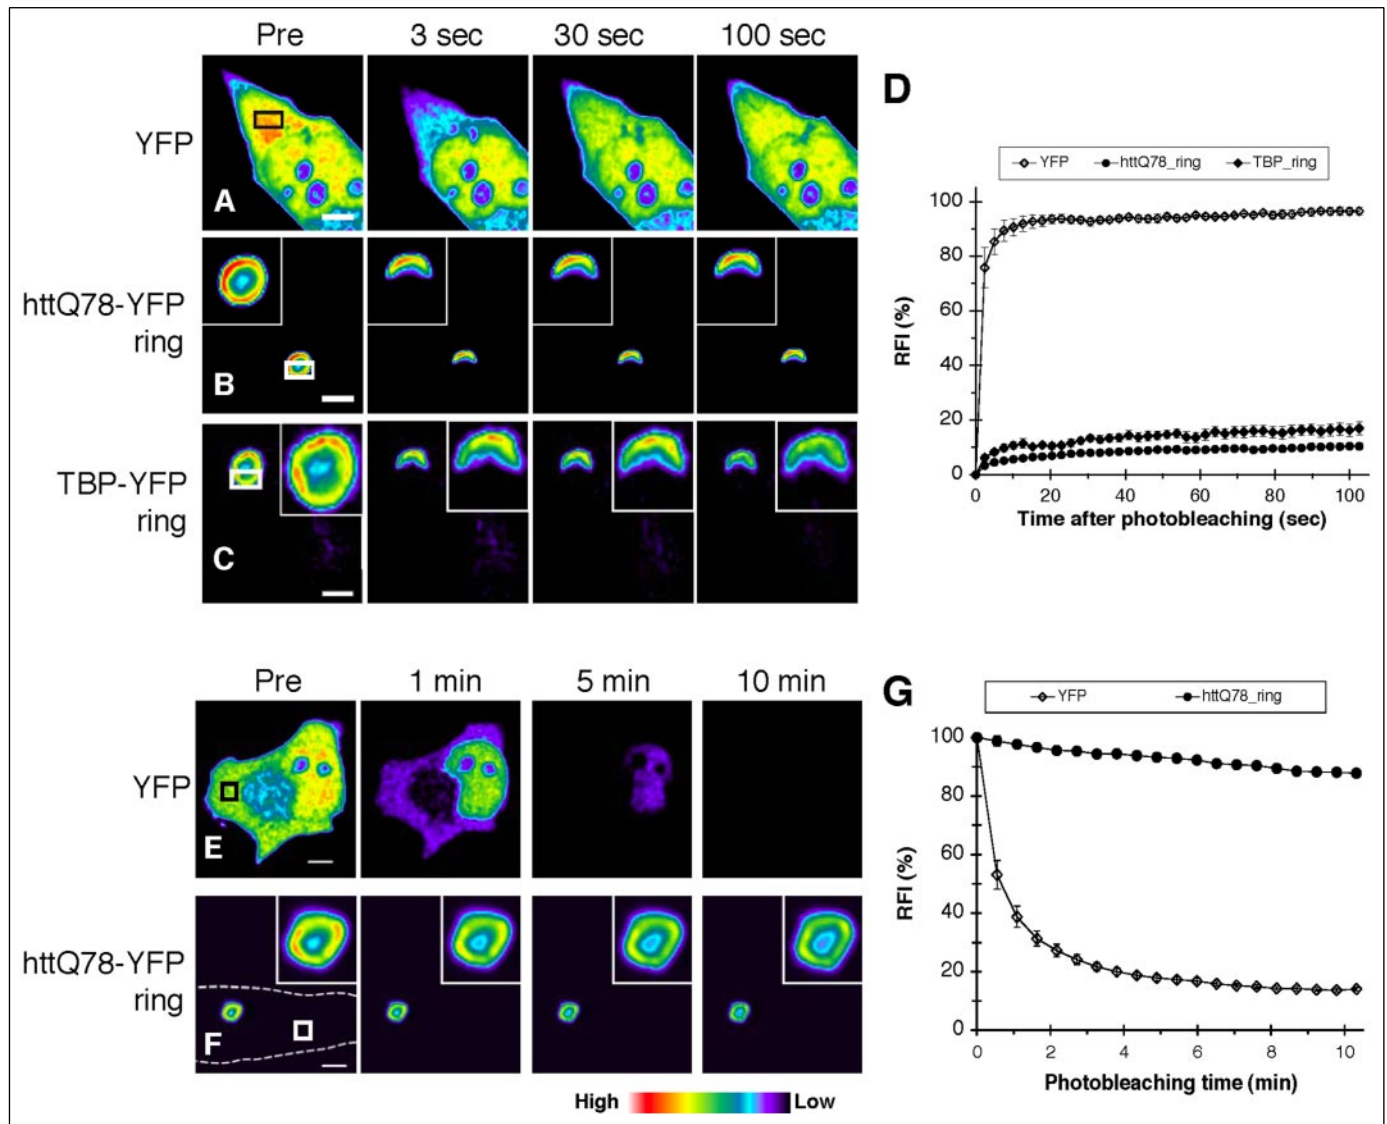 Pre 3 sec 30 sec 100 sec
YFP
A
httQ78-YFP
ring
B
TBP-YFP
ring
C
D
YFP httQ78_ring TBP_ring
100
80
60
40
20
0
RFI (%)
0 20 40 60 80 100
Time after photobleaching (sec)
Pre 1 min 5 min 10 min
YFP
E
httQ78-YFP
ring
F
High Low
G
YFP httQ78_ring
100
80
60
40
20
0
RFI (%)
0 2 4 6 8 10
Photobleaching time (min)